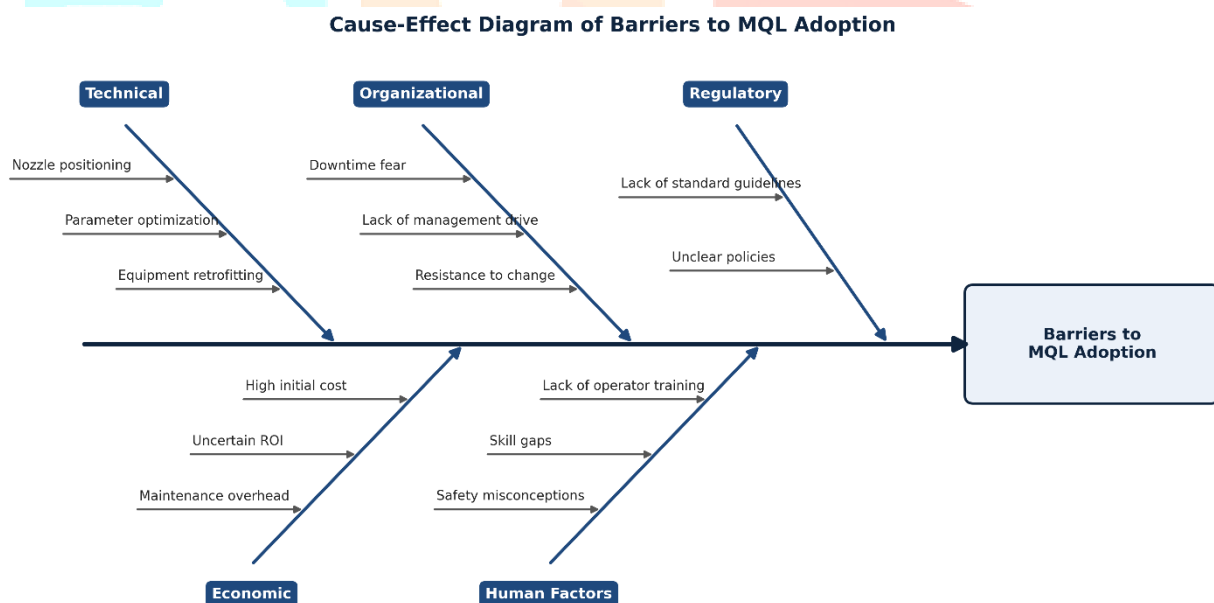 Cause-Effect Diagram of Barriers to MQL Adoption
Technical
Organizational
Regulatory
Nozzle positioning
Downtime fear
Lack of standard guidelines
Parameter optimization
Lack of management drive
Unclear policies
Equipment retrofitting
Resistance to change
Barriers to
MQL Adoption
High initial cost
Lack of operator training
Uncertain ROI
Skill gaps
Maintenance overhead
Safety misconceptions
Economic
Human Factors